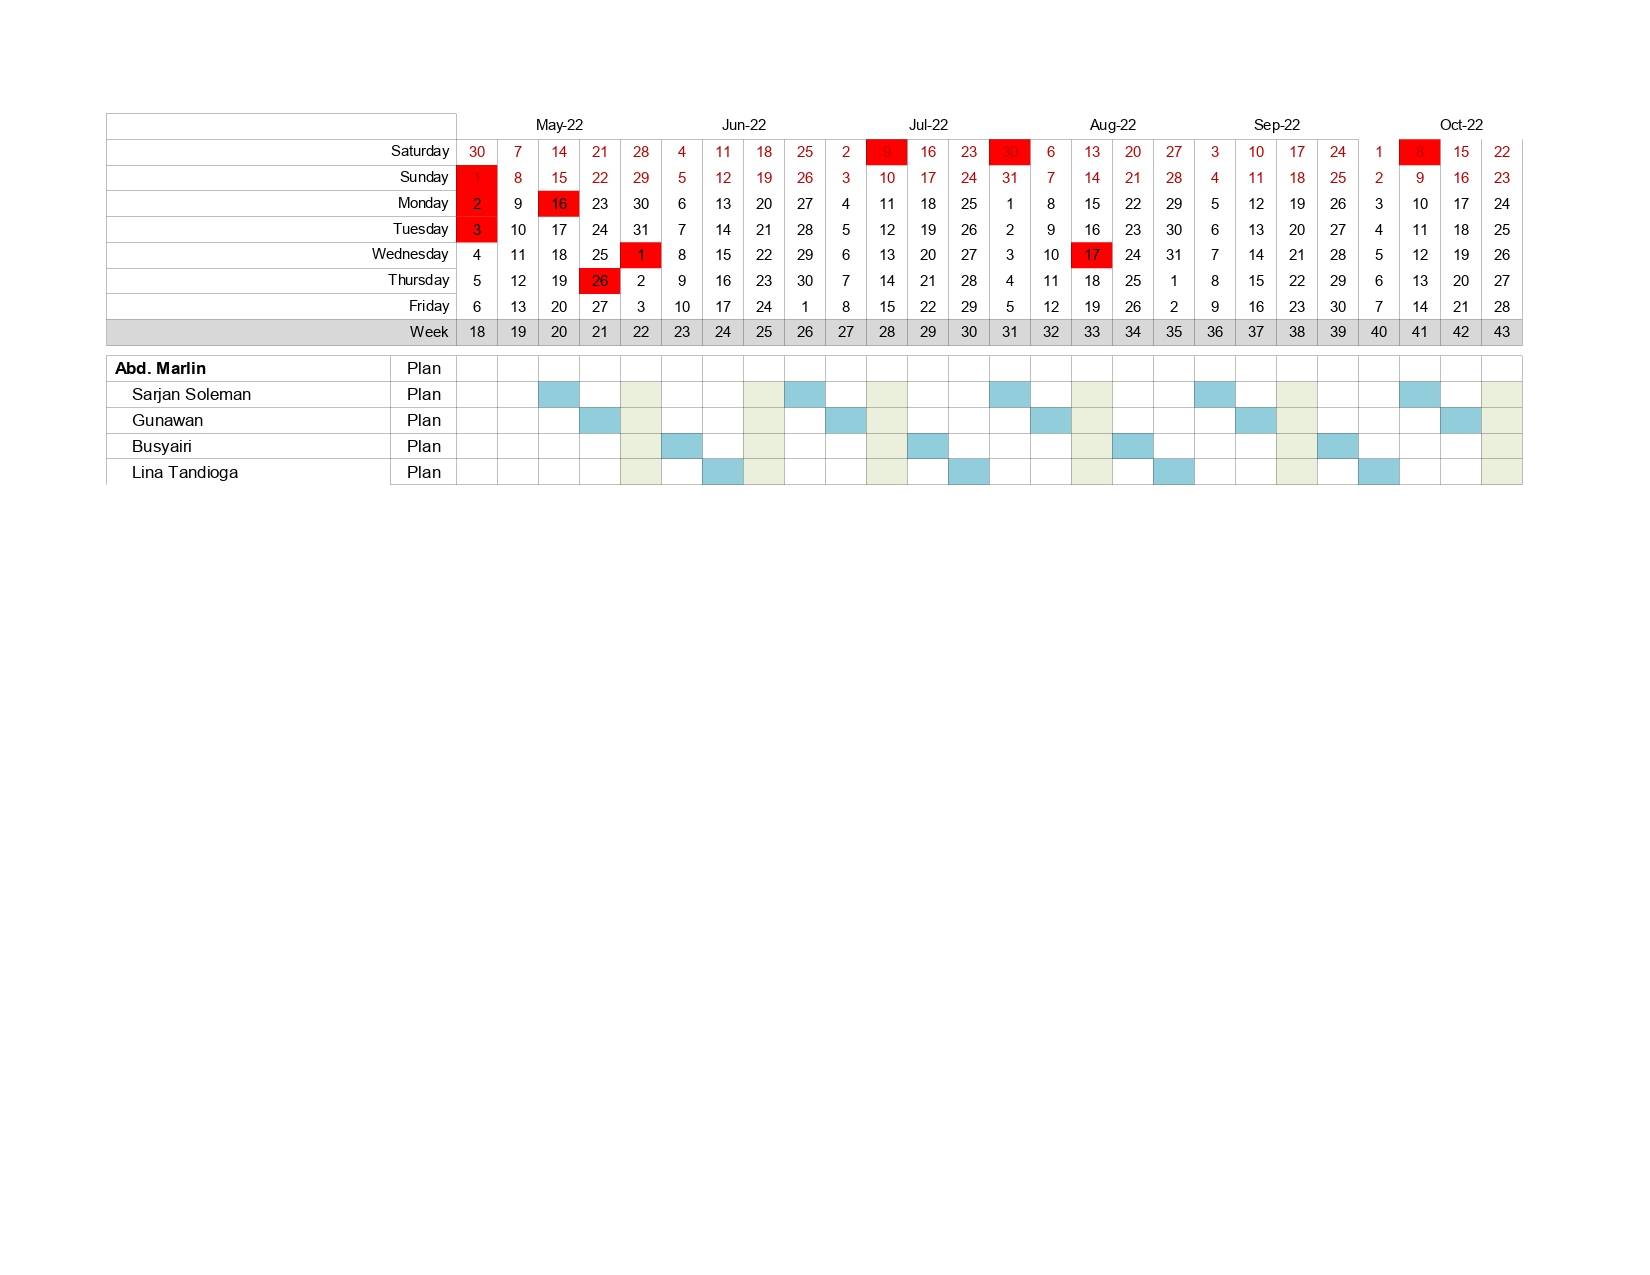 May-22 Jun-22 Jul-22 Aug-22 Sep-22 Oct-22
Saturday 30 7 14 21 28 4 11 18 25 2 9 16 23 30 6 13 20 27 3 10 17 24 1 8 15 22
Sunday 1 8 15 22 29 5 12 19 26 3 10 17 24 31 7 14 21 28 4 11 18 25 2 9 16 23
Monday 2 9 16 23 30 6 13 20 27 4 11 18 25 1 8 15 22 29 5 12 19 26 3 10 17 24
Tuesday 3 10 17 24 31 7 14 21 28 5 12 19 26 2 9 16 23 30 6 13 20 27 4 11 18 25
Wednesday 4 11 18 25 1 8 15 22 29 6 13 20 27 3 10 17 24 31 7 14 21 28 5 12 19 26
Thursday 5 12 19 26 2 9 16 23 30 7 14 21 28 4 11 18 25 1 8 15 22 29 6 13 20 27
Friday 6 13 20 27 3 10 17 24 1 8 15 22 29 5 12 19 26 2 9 16 23 30 7 14 21 28
Week 18 19 20 21 22 23 24 25 26 27 28 29 30 31 32 33 34 35 36 37 38 39 40 41 42 43
Abd. Marlin Plan
Sarjan Soleman Plan
Gunawan Plan
Busyairi Plan
Lina Tandioga Plan